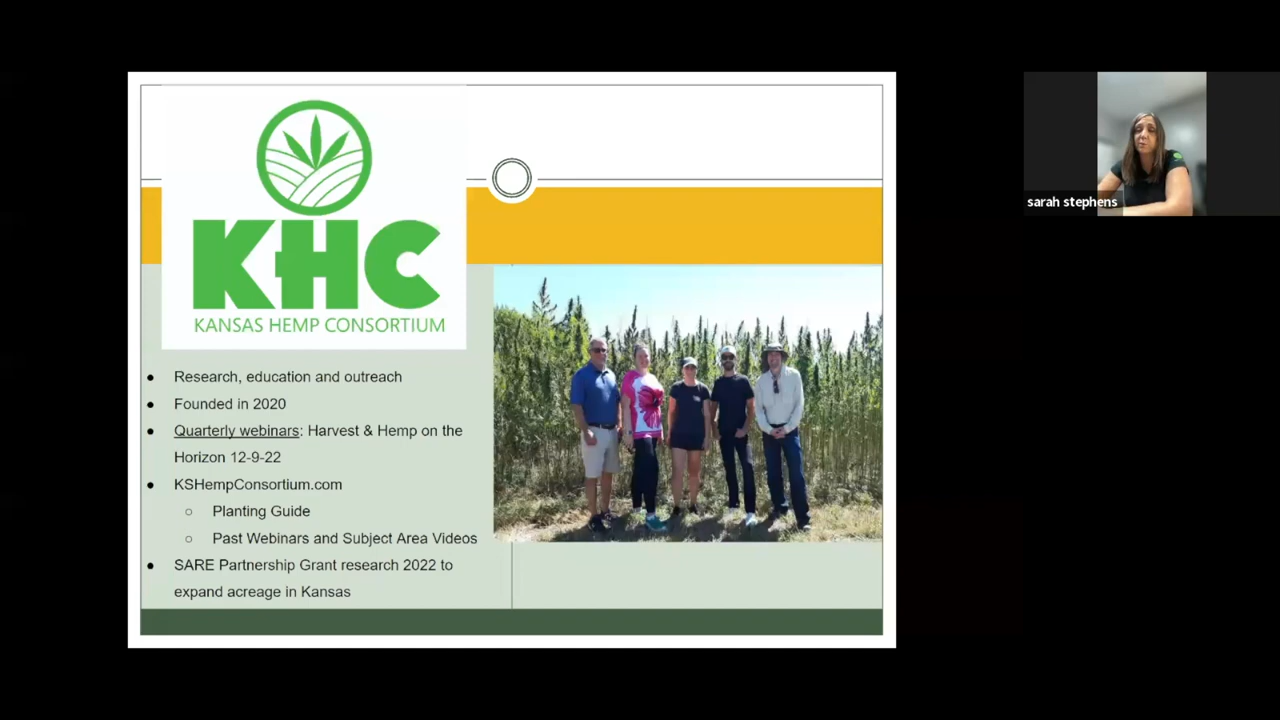 KHC
KANSAS HEMP CONSORTIUM
● Research, education and outreach
● Founded in 2020
● Quarterly webinars: Harvest & Hemp on the
Horizon 12-9-22
● KSHempConsortium.com
○ Planting Guide
○ Past Webinars and Subject Area Videos
● SARE Partnership Grant research 2022 to
expand acreage in Kansas
sarah stephens